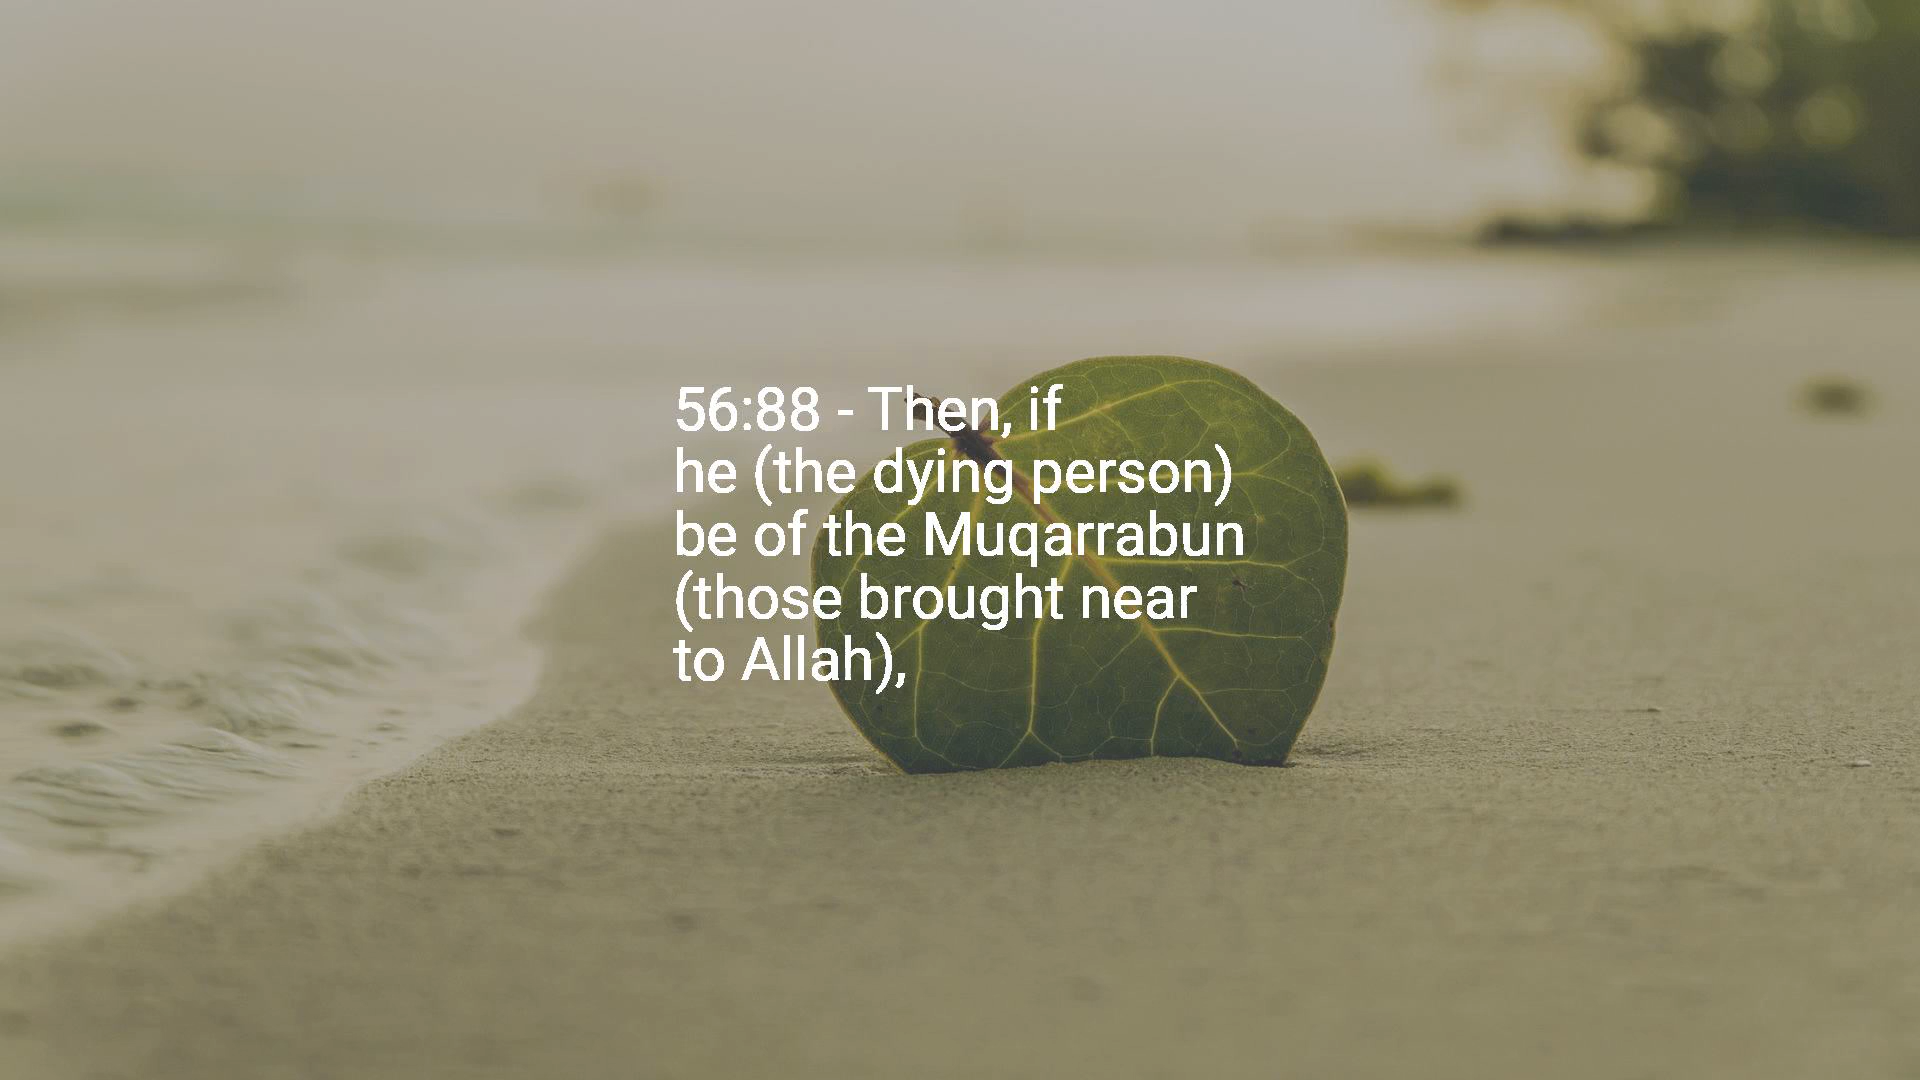 56:88 - Then, if
he (the dying person)
be of the Muqarrabun
(those brought near
to Allah),